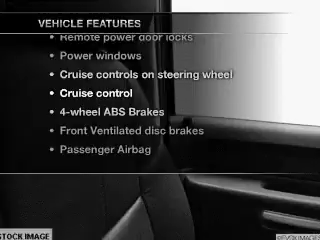 VEHICLE FEATURES
• Remote power door locks
• Power windows
• Cruise controls on steering wheel
• Cruise control
• 4-wheel ABS Brakes
• Front Ventilated disc brakes
• Passenger Airbag
STOCK IMAGE
©EVOXIMAGES